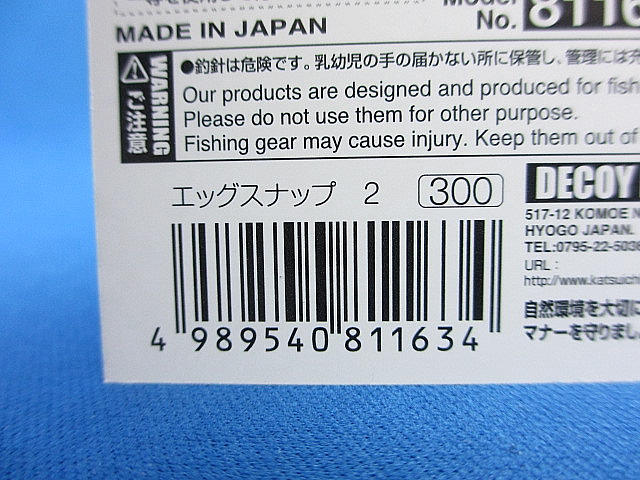 Model
No. 8116
MADE IN JAPAN
WARNING
ご注意
●釣針は危険です。乳幼児の手の届かない所に保管し、管理には充
Our products are designed and produced for fish
Please do not use them for other purpose.
Fishing gear may cause injury. Keep them out of
エッグスナップ 2 300
DECOY
517-12 KOMOE
HYOGO JAPAN.
TEL:0795-22-5036
URL :
http://www.katsuich
自然環境を大切に
マナーを守りまし
4 989540 811634